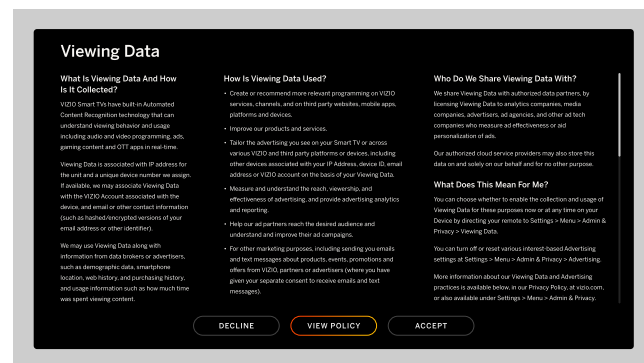 Viewing Data
What Is Viewing Data And How
Is It Collected?
VIZIO Smart TVs have built-in Automated
Content Recognition technology that can
understand viewing behavior and usage
including audio and video programming, ads,
gaming content and OTT apps in real-time.
Viewing Data is associated with IP address for
the unit and a unique device number we assign.
If available, we may associate Viewing Data
with the VIZIO Account associated with the
device, and email or other contact information
(such as hashed/encrypted versions of your
email address or other identifier).
We may use Viewing Data along with
information from data brokers or advertisers,
such as demographic data, smartphone
location, web history, and purchasing history,
and usage information such as how much time
was spent viewing content.
How Is Viewing Data Used?
• Create or recommend more relevant programming on VIZIO
services, channels, and on third party websites, mobile apps,
platforms and devices.
• Improve our products and services.
• Tailor the advertising you see on your Smart TV or across
various VIZIO and third party platforms or devices, including
other devices associated with your IP Address, device ID, email
address or VIZIO account on the basis of your Viewing Data.
• Measure and understand the reach, viewership, and
effectiveness of advertising, and provide advertising analytics
and reporting.
• Help our ad partners reach the desired audience and
understand and improve their ad campaigns.
• For other marketing purposes, including sending you emails
and text messages about products, events, promotions and
offers from VIZIO, partners or advertisers (where you have
given your separate consent to receive emails and text
messages).
Who Do We Share Viewing Data With?
We share Viewing Data with authorized data partners, by
licensing Viewing Data to analytics companies, media
companies, advertisers, ad agencies, and other ad tech
companies who measure ad effectiveness or aid
personalization of ads.
Our authorized cloud service providers may also store this
data on and solely on our behalf and for no other purpose.
What Does This Mean For Me?
You can choose whether to enable the collection and usage of
Viewing Data for these purposes now or at any time on your
Device by directing your remote to Settings > Menu > Admin &
Privacy > Viewing Data.
You can turn off or reset various interest-based Advertising
settings at Settings > Menu > Admin & Privacy > Advertising.
More information about our Viewing Data and Advertising
practices is available below, in our Privacy Policy, at vizio.com,
or also available under Settings > Menu > Admin & Privacy.
DECLINE
VIEW POLICY
ACCEPT